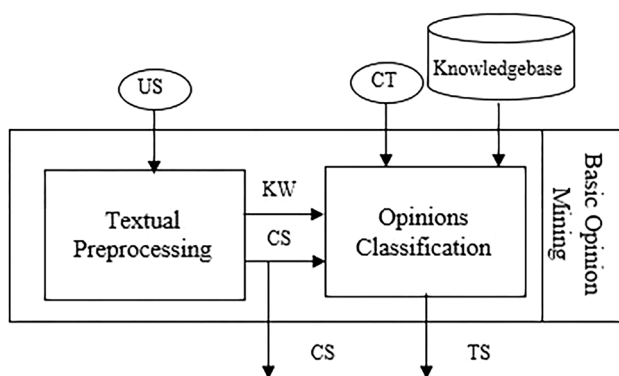 US
CT
Knowledgebase
Textual
Preprocessing
KW
CS
Opinions
Classification
Basic Opinion
Mining
CS
TS